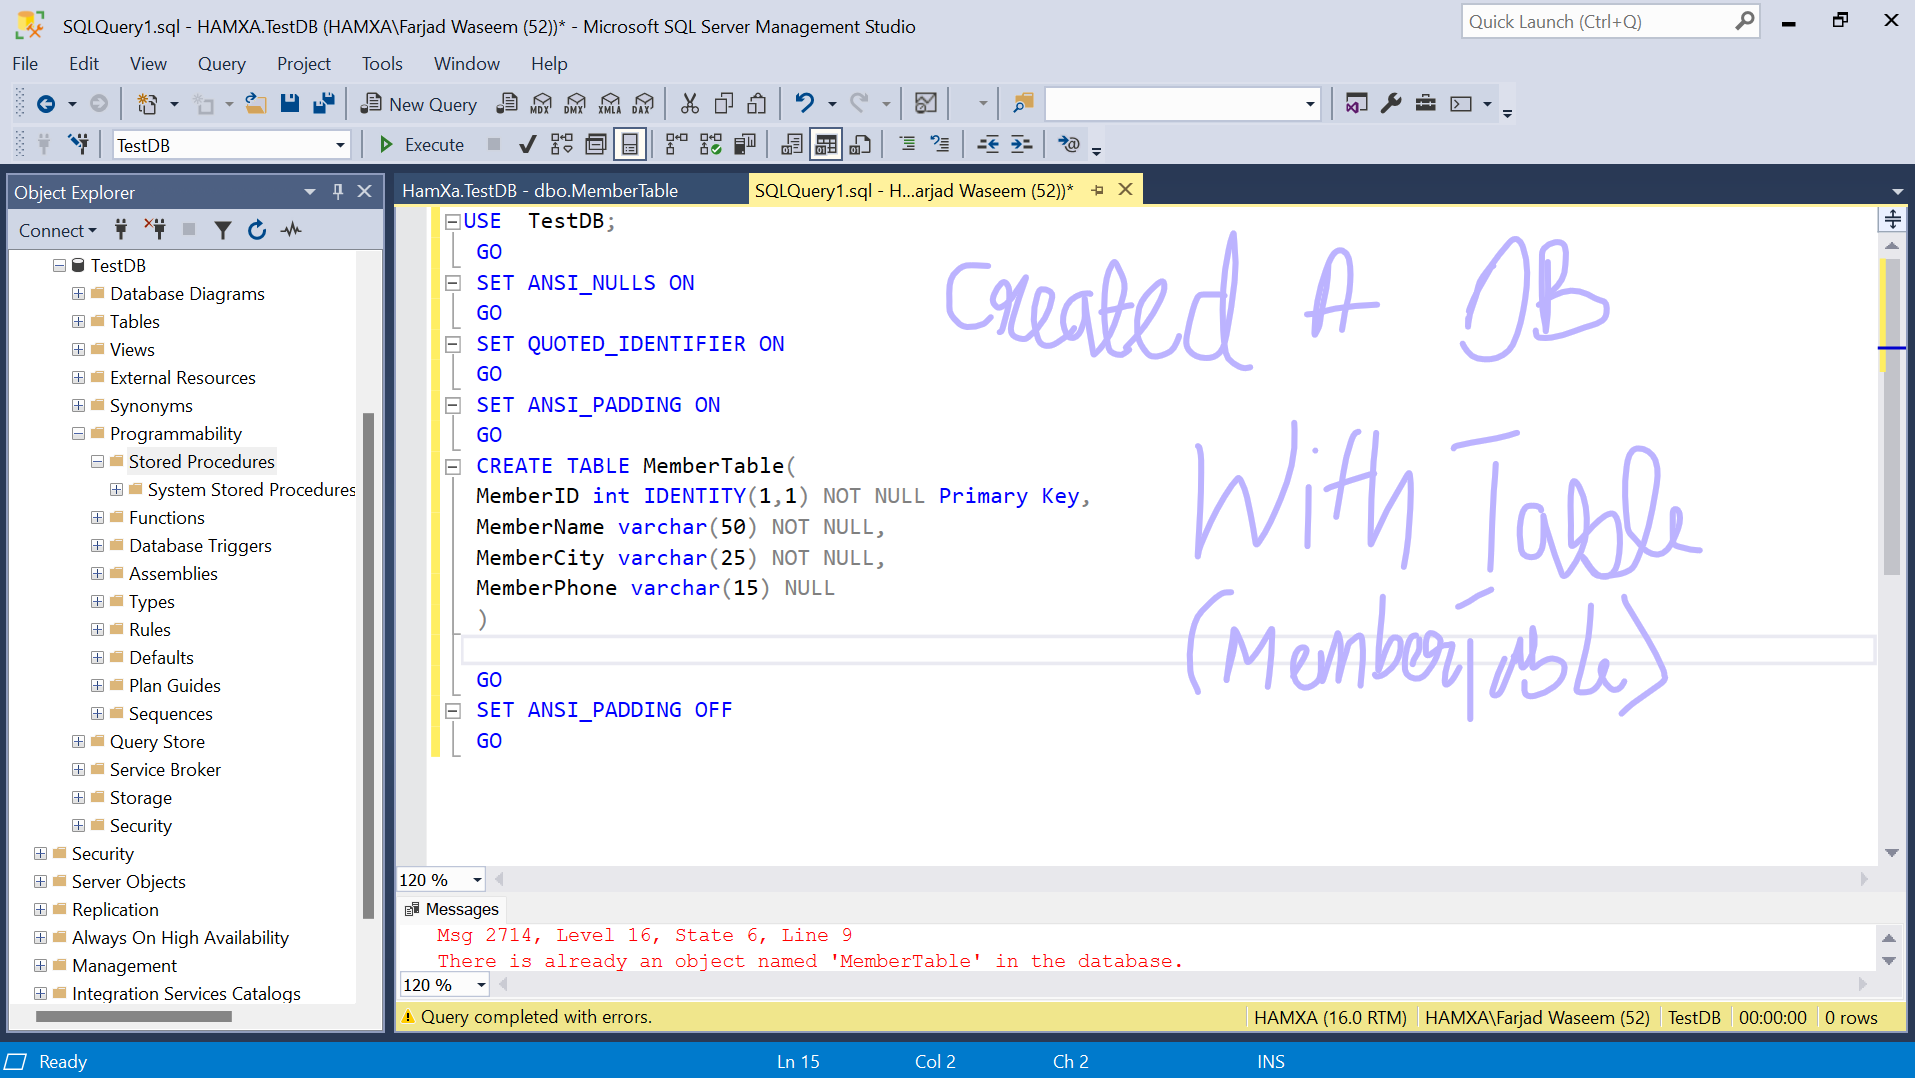 SQLQuery1.sql - HAMXA.TestDB (HAMXA\Farjad Waseem (52))* - Microsoft SQL Server Management Studio
Quick Launch (Ctrl+Q)
File Edit View Query Project Tools Window Help
New Query MDX DMX XMLA DAX
TestDB Execute
Object Explorer
HamXa.TestDB - dbo.MemberTable
SQLQuery1.sql - H...arjad Waseem (52))*
Connect
TestDB
Database Diagrams
Tables
Views
External Resources
Synonyms
Programmability
Stored Procedures
System Stored Procedures
Functions
Database Triggers
Assemblies
Types
Rules
Defaults
Plan Guides
Sequences
Query Store
Service Broker
Storage
Security
Security
Server Objects
Replication
Always On High Availability
Management
Integration Services Catalogs
USE  TestDB;
GO
SET ANSI_NULLS ON
GO
SET QUOTED_IDENTIFIER ON
GO
SET ANSI_PADDING ON
GO
CREATE TABLE MemberTable(
MemberID int IDENTITY(1,1) NOT NULL Primary Key,
MemberName varchar(50) NOT NULL,
MemberCity varchar(25) NOT NULL,
MemberPhone varchar(15) NULL
)
GO
SET ANSI_PADDING OFF
GO
Created A DB
With Table
(MemberTable)
120 %
Messages
Msg 2714, Level 16, State 6, Line 9
There is already an object named 'MemberTable' in the database.
120 %
Query completed with errors. HAMXA (16.0 RTM) HAMXA\Farjad Waseem (52) TestDB 00:00:00 0 rows
Ready Ln 15 Col 2 Ch 2 INS